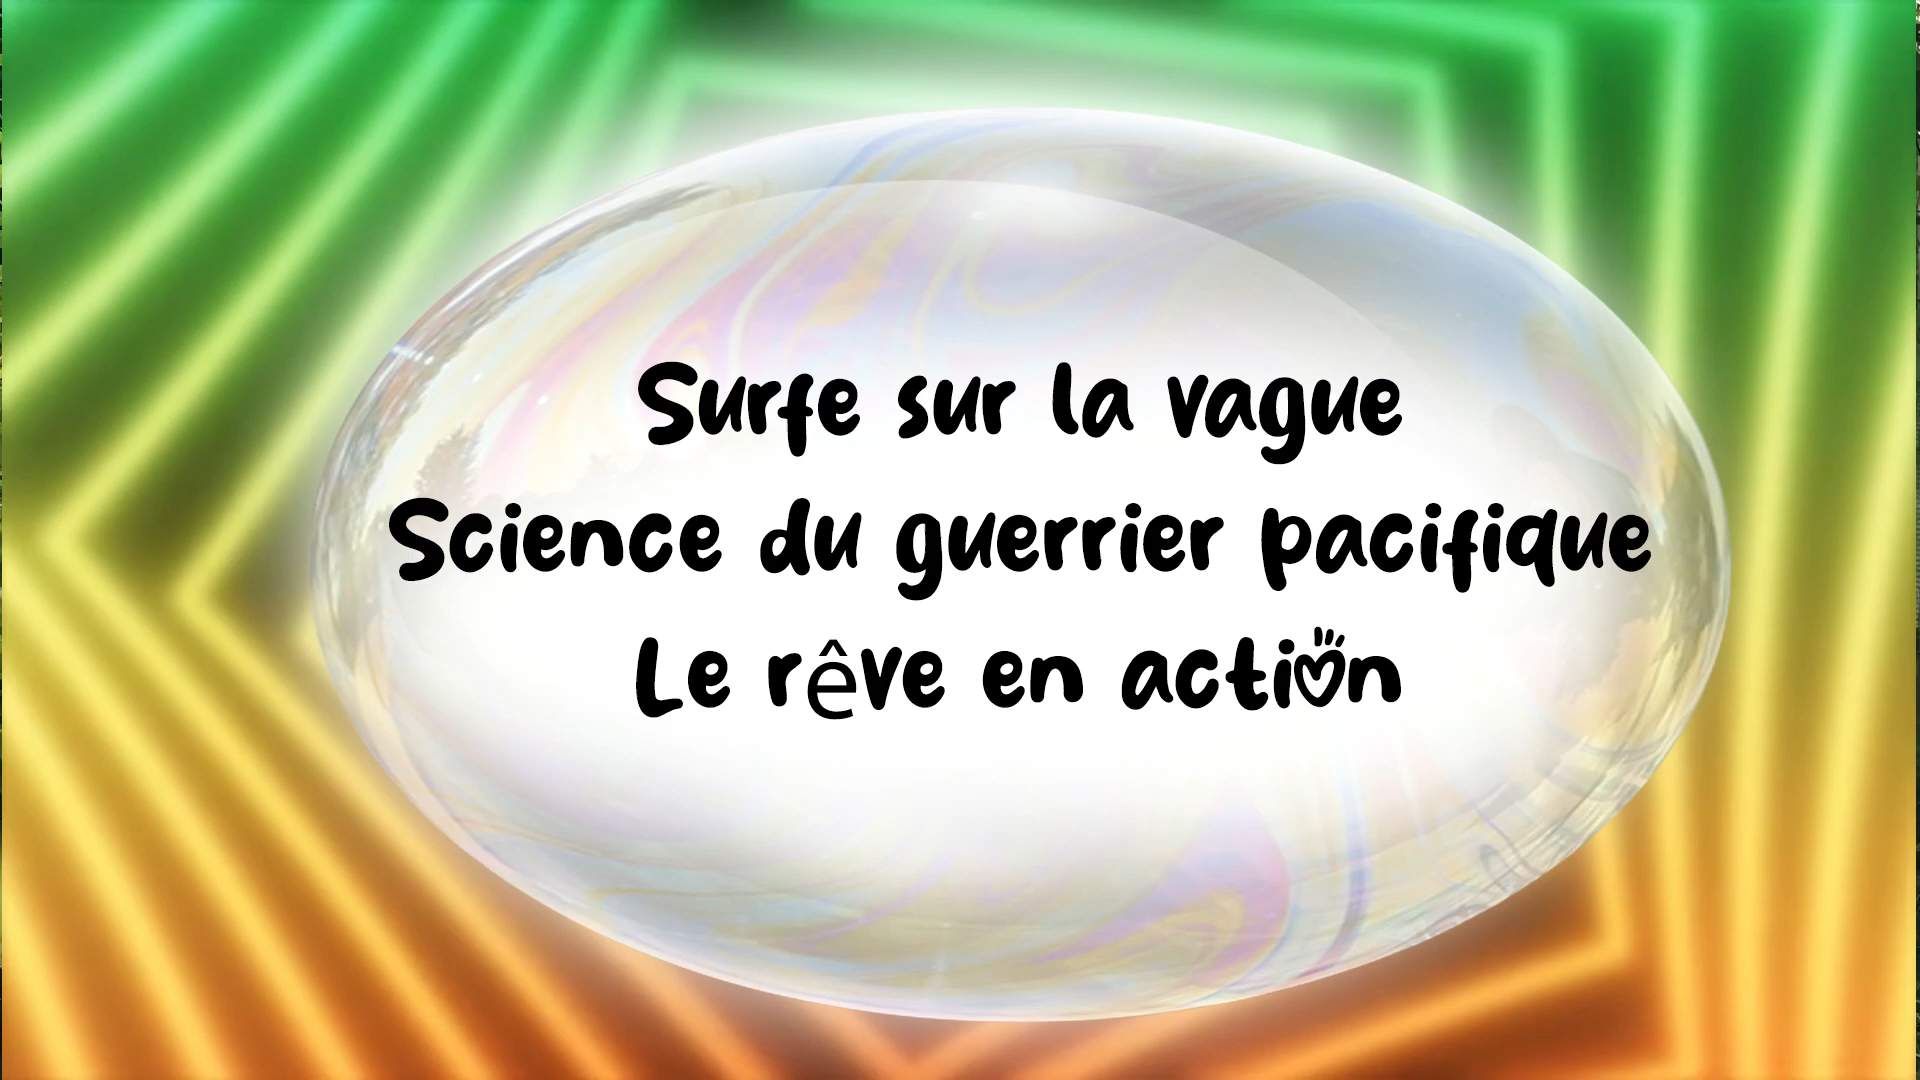 Surfe sur la vague
Science du guerrier pacifique
Le rêve en action